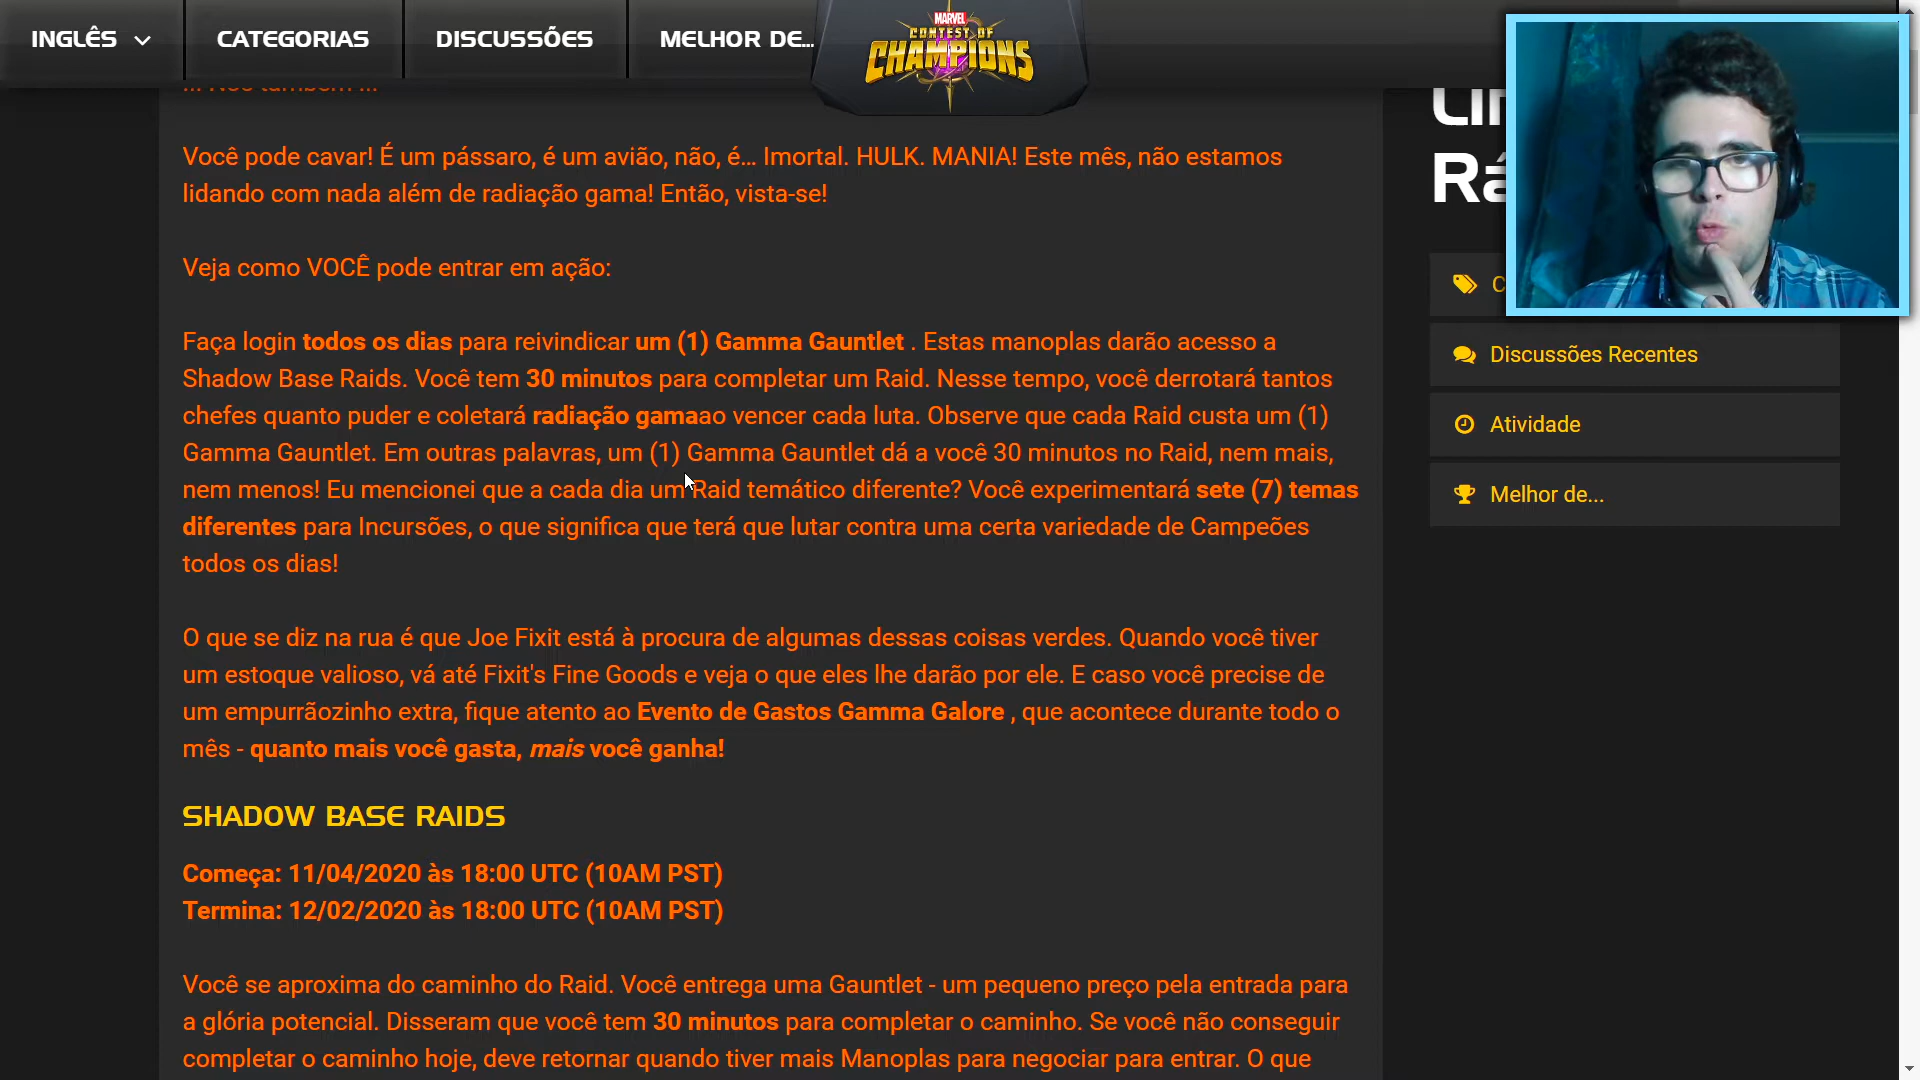 INGLÊS
CATEGORIAS
DISCUSSÕES
MELHOR DE...
MARVEL
CONTEST OF
CHAMPIONS
Você pode cavar! É um pássaro, é um avião, não, é... Imortal. HULK. MANIA! Este mês, não estamos
lidando com nada além de radiação gama! Então, vista-se!
Veja como VOCÊ pode entrar em ação:
Faça login todos os dias para reivindicar um (1) Gamma Gauntlet . Estas manoplas darão acesso a
Shadow Base Raids. Você tem 30 minutos para completar um Raid. Nesse tempo, você derrotará tantos
chefes quanto puder e coletará radiação gamaao vencer cada luta. Observe que cada Raid custa um (1)
Gamma Gauntlet. Em outras palavras, um (1) Gamma Gauntlet dá a você 30 minutos no Raid, nem mais,
nem menos! Eu mencionei que a cada dia um Raid temático diferente? Você experimentará sete (7) temas
diferentes para Incursões, o que significa que terá que lutar contra uma certa variedade de Campeões
todos os dias!
O que se diz na rua é que Joe Fixit está à procura de algumas dessas coisas verdes. Quando você tiver
um estoque valioso, vá até Fixit's Fine Goods e veja o que eles lhe darão por ele. E caso você precise de
um empurrãozinho extra, fique atento ao Evento de Gastos Gamma Galore , que acontece durante todo o
mês - quanto mais você gasta, mais você ganha!
SHADOW BASE RAIDS
Começa: 11/04/2020 às 18:00 UTC (10AM PST)
Termina: 12/02/2020 às 18:00 UTC (10AM PST)
Você se aproxima do caminho do Raid. Você entrega uma Gauntlet - um pequeno preço pela entrada para
a glória potencial. Disseram que você tem 30 minutos para completar o caminho. Se você não conseguir
completar o caminho hoje, deve retornar quando tiver mais Manoplas para negociar para entrar. O que
Discussões Recentes
Atividade
Melhor de...